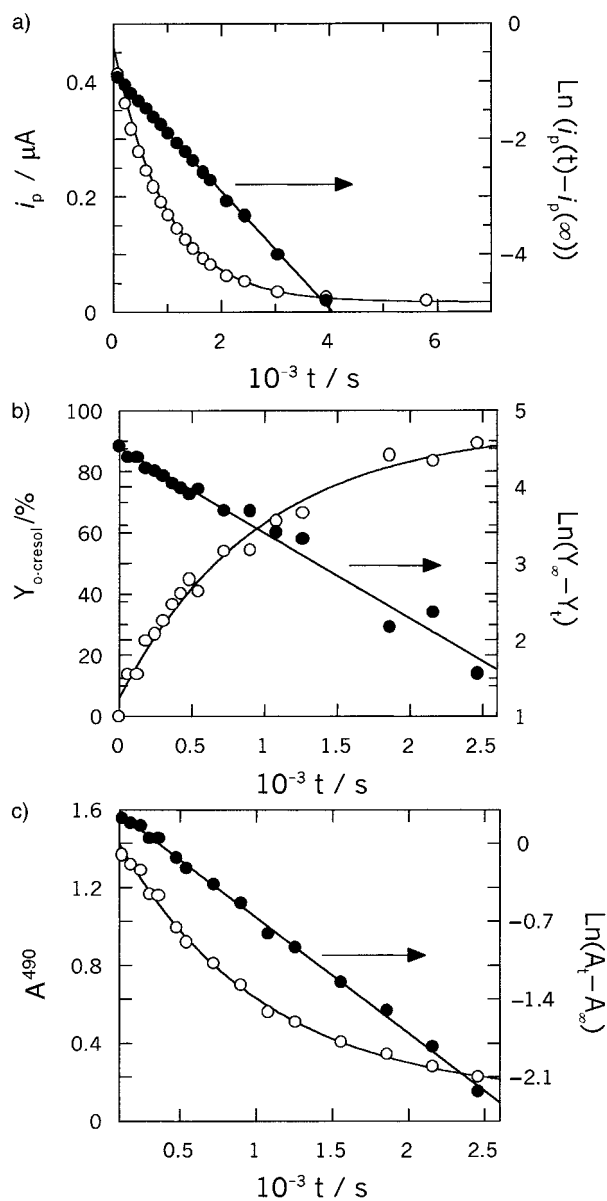 a)
0.4
0.2
0
i_p / μA
0
−2
−4
Ln (i_p(t)−i_p(∞))
0 2 4 6
10⁻³ t / s
b)
100
80
60
40
20
0
Y_o-cresol/%
5
4
3
2
1
Ln(Y_∞−Y_t)
0 0.5 1 1.5 2 2.5
10⁻³ t / s
c)
1.6
1.2
0.8
0.4
0
A⁴⁹⁰
0
−0.7
−1.4
−2.1
Ln(A_t−A_∞)
0.5 1 1.5 2 2.5
10⁻³ t / s